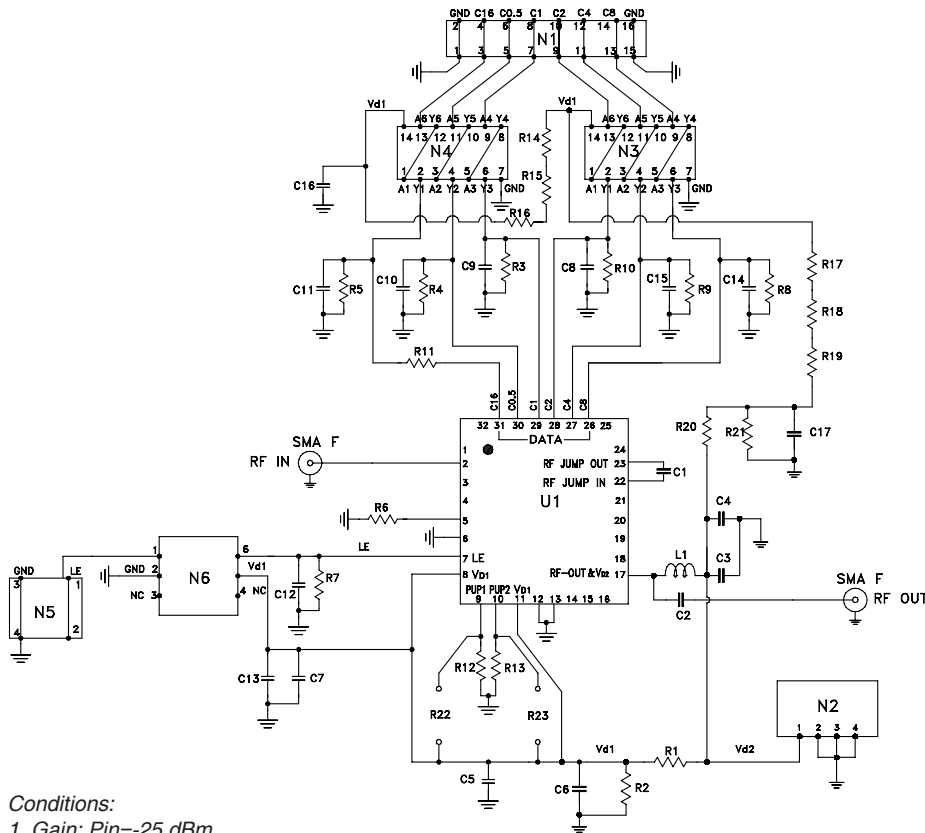 GND C16 C0.5 C1 C2 C4 C8 GND
2 4 6 8 10 12 14 16
N1
1 3 5 7 9 11 13 15
Vd1 A6 Y6 A5 Y5 A4 Y4
14 13 12 11 10 9 8
N4
1 2 3 4 5 6 7
A1 Y1 A2 Y2 A3 Y3 GND
Vd1 A6 Y6 A5 Y5 A4 Y4
14 13 12 11 10 9 8
N3
1 2 3 4 5 6 7
A1 Y1 A2 Y2 A3 Y3 GND
R14
R15
C16
R16
C11 R5 C10 R4 C9 R3 C8 R10 C15 R9 C14 R8
R17
R18
R19
R11
C16 C0.5 C1 C2 C4 C8
32 31 30 29 28 27 26 25
DATA
R20 R21 C17
SMA F
RF IN
1
2
3
4
5
6
7 LE
8 VD1
U1
24
RF JUMP OUT 23
RF JUMP IN 22
21
20
19
18
RF-OUT&VD2 17
C1
PUP1 PUP2 VD1
9 10 11 12 13 14 15 16
R6
C4
L1 C3
C2
SMA F
RF OUT
GND LE
3 1
N5
4 2
1 6
GND 2 Vd1
NC 3 4 NC
N6
LE
C12 R7
C13 C7
R12 R13
R22 R23
C5
C6 R2
Vd1 R1 Vd2
N2
1 2 3 4
Conditions:
1. Gain: Pin=-25 dBm